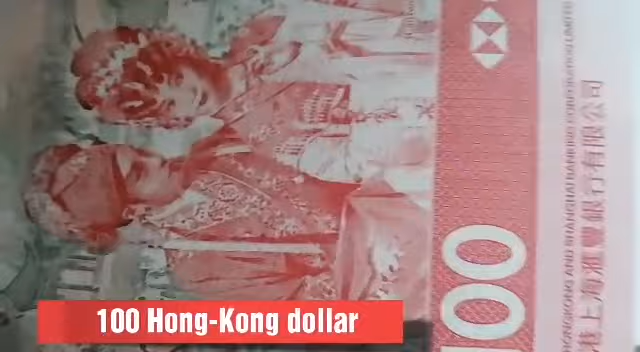 100 Hong-Kong dollar
100
HONGKONG AND SHANGHAI BANKING CORPORATION LIMITED
港上海滙豐銀行有限公司